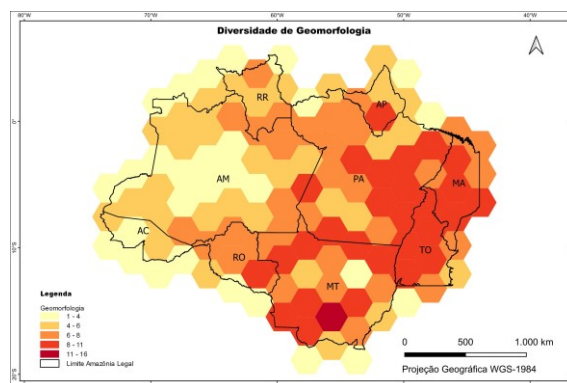 Diversidade de Geomorfologia
80°W 70°W 60°W 50°W 40°W
0°
10°S
20°S
RR
AP
AM
PA
MA
AC
RO
TO
MT
Legenda
Geomorfologia
1 - 4
4 - 6
6 - 8
8 - 11
11 - 16
Limite Amazônia Legal
0 500 1.000 km
Projeção Geográfica WGS-1984